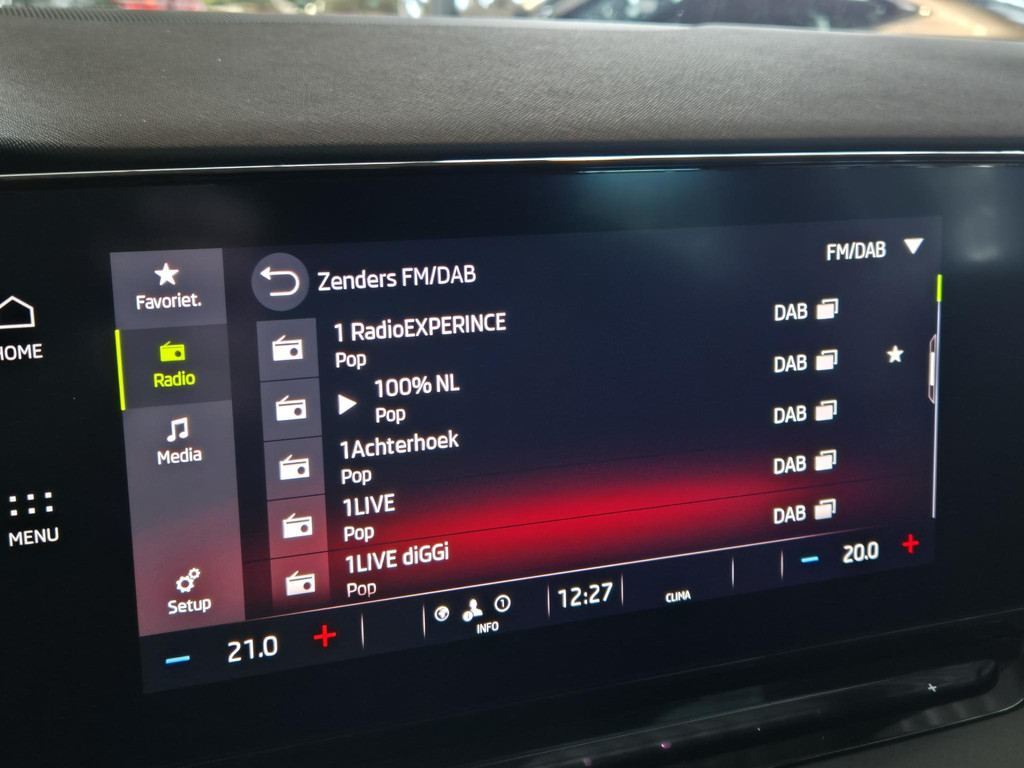 FM/DAB
Favoriet.
Zenders FM/DAB
HOME
Radio
1 RadioEXPERINCE
Pop
DAB
100% NL
Pop
DAB
Media
1Achterhoek
Pop
DAB
MENU
1LIVE
Pop
DAB
Setup
1LIVE diGGi
Pop
DAB
− 21.0 +
1
INFO
12:27
CLIMA
− 20.0 +